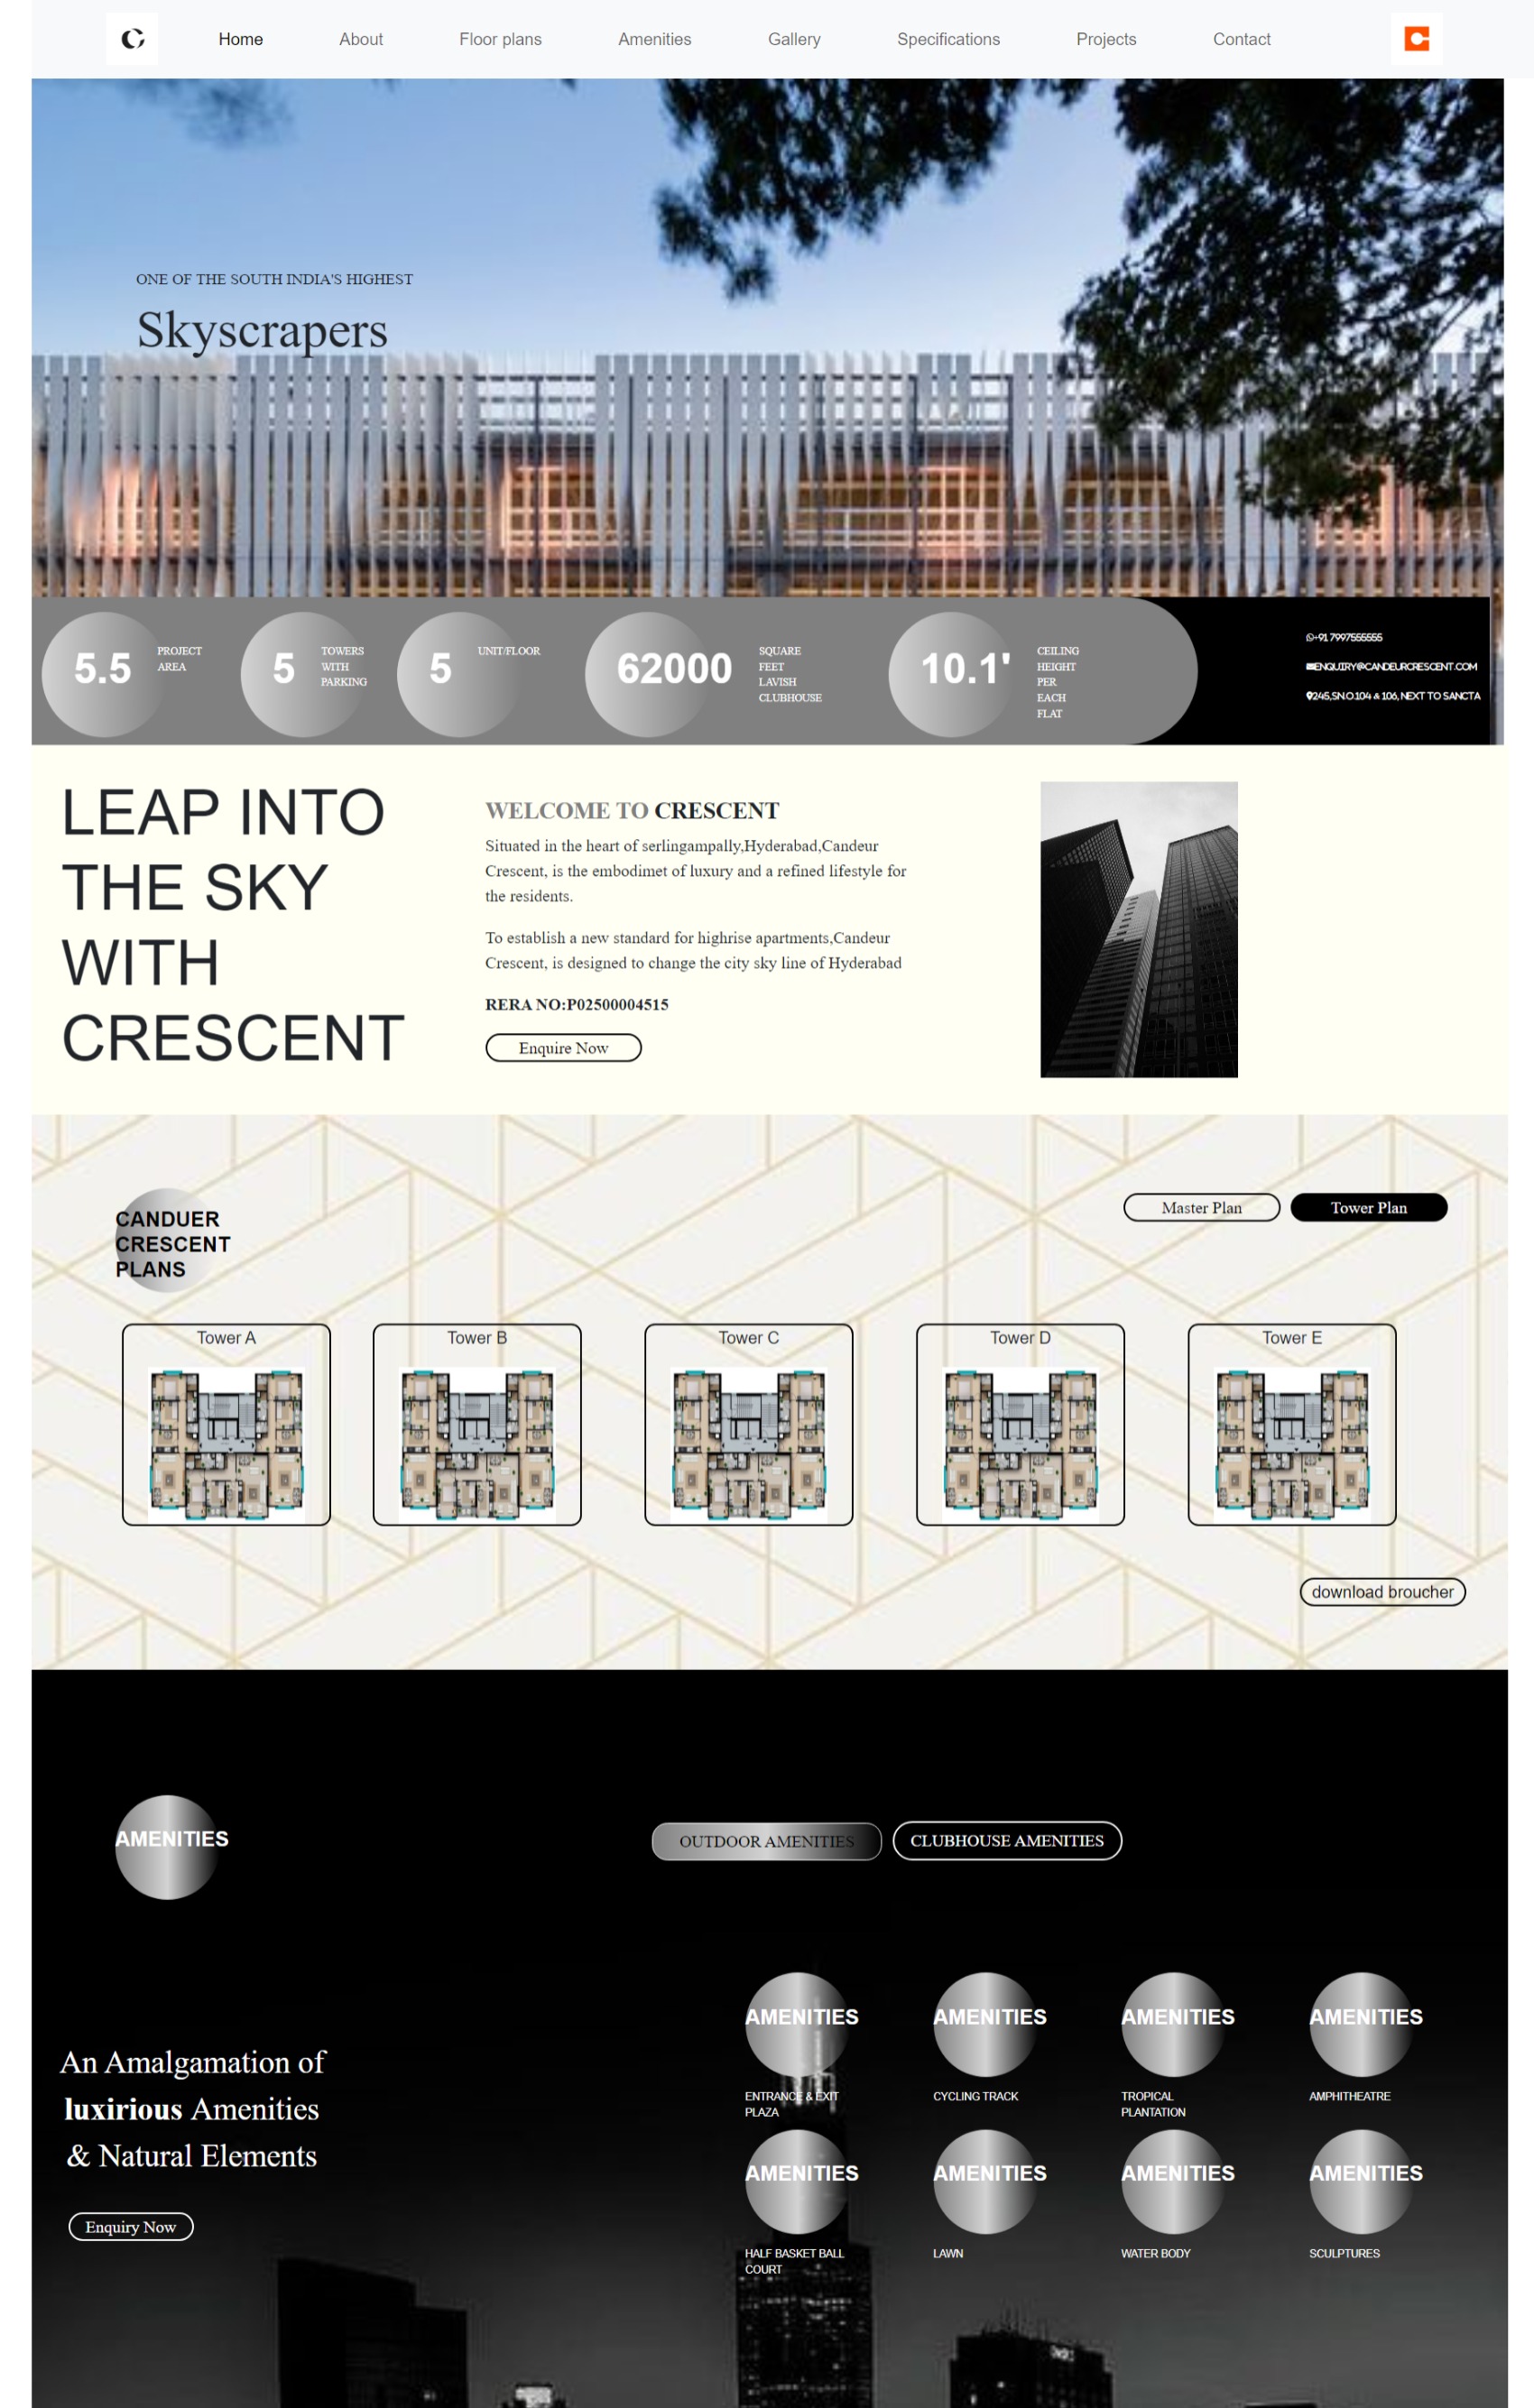 Home About Floor plans Amenities Gallery Specifications Projects Contact
ONE OF THE SOUTH INDIA'S HIGHEST
Skyscrapers
5.5
PROJECT
AREA
5
TOWERS
WITH
PARKING
5
UNIT/FLOOR
62000
SQUARE
FEET
LAVISH
CLUBHOUSE
10.1'
CEILING
HEIGHT
PER
EACH
FLAT
+91 7997555555
ENQUIRY@CANDEURCRESCENT.COM
245,SN.O.104 & 106, NEXT TO SANCTA
LEAP INTO
THE SKY
WITH
CRESCENT
WELCOME TO CRESCENT
Situated in the heart of serlingampally,Hyderabad,Candeur
Crescent, is the embodimet of luxury and a refined lifestyle for
the residents.
To establish a new standard for highrise apartments,Candeur
Crescent, is designed to change the city sky line of Hyderabad
RERA NO:P02500004515
Enquire Now
CANDUER
CRESCENT
PLANS
Master Plan
Tower Plan
Tower A
Tower B
Tower C
Tower D
Tower E
download broucher
AMENITIES
OUTDOOR AMENITIES
CLUBHOUSE AMENITIES
An Amalgamation of
luxirious Amenities
& Natural Elements
Enquiry Now
AMENITIES
ENTRANCE & EXIT
PLAZA
AMENITIES
CYCLING TRACK
AMENITIES
TROPICAL
PLANTATION
AMENITIES
AMPHITHEATRE
AMENITIES
HALF BASKET BALL
COURT
AMENITIES
LAWN
AMENITIES
WATER BODY
AMENITIES
SCULPTURES